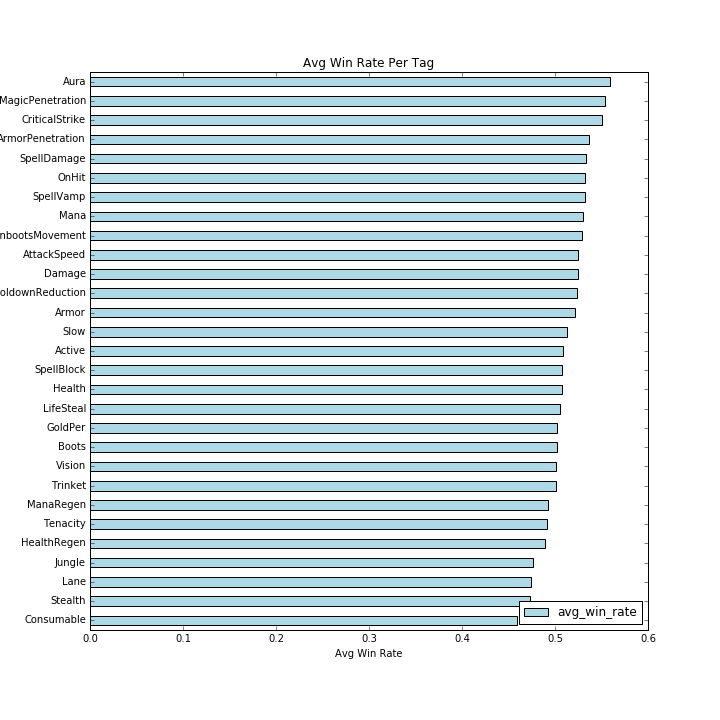 Avg Win Rate Per Tag
Aura
MagicPenetration
CriticalStrike
ArmorPenetration
SpellDamage
OnHit
SpellVamp
Mana
nbootsMovement
AttackSpeed
Damage
oldownReduction
Armor
Slow
Active
SpellBlock
Health
LifeSteal
GoldPer
Boots
Vision
Trinket
ManaRegen
Tenacity
HealthRegen
Jungle
Lane
Stealth
Consumable
avg_win_rate
0.0 0.1 0.2 0.3 0.4 0.5 0.6
Avg Win Rate